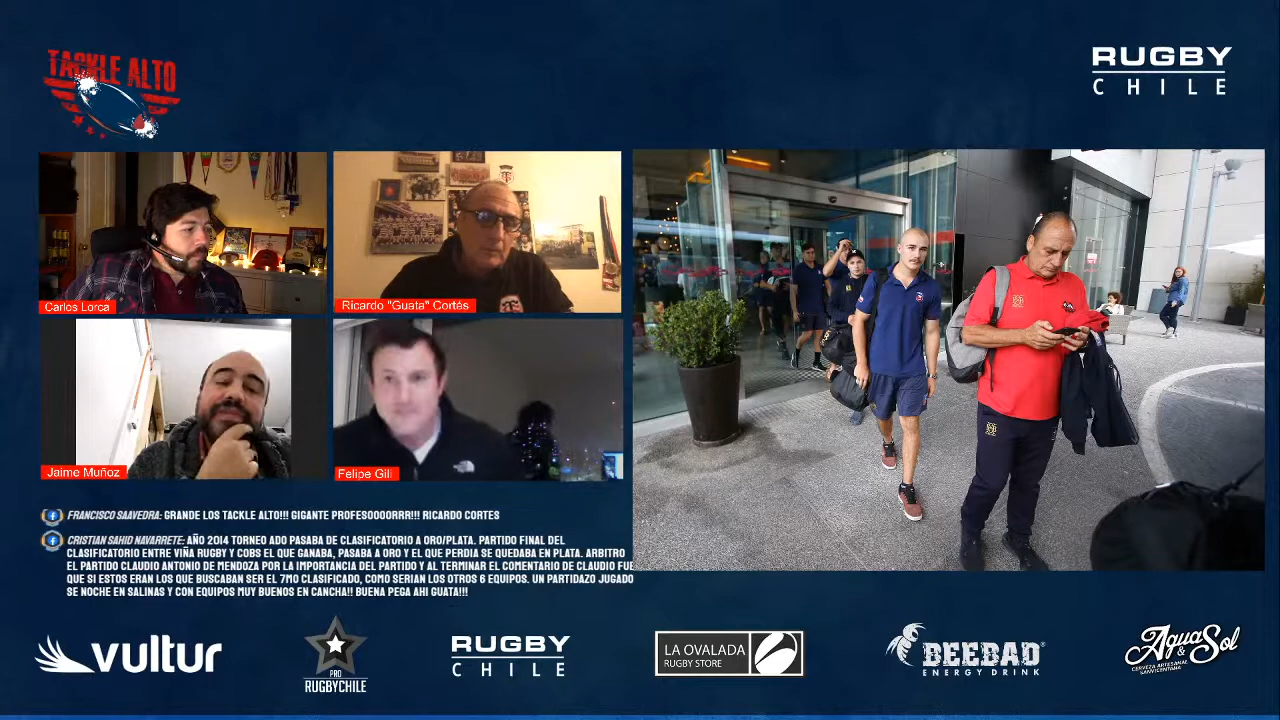 TACKLE ALTO
RUGBY
CHILE
Carlos Lorca
Ricardo "Guata" Cortés
Jaime Muñoz
Felipe Gili
FRANCISCO SAAVEDRA: GRANDE LOS TACKLE ALTO!!! GIGANTE PROFESOOOORRR!!! RICARDO CORTES
CRISTIAN SAHID NAVARRETE: AÑO 2014 TORNEO ADO PASABA DE CLASIFICATORIO A ORO/PLATA. PARTIDO FINAL DEL
CLASIFICATORIO ENTRE VIÑA RUGBY Y COBS EL QUE GANABA, PASABA A ORO Y EL QUE PERDIA SE QUEDABA EN PLATA. ARBITRO
EL PARTIDO CLAUDIO ANTONIO DE MENDOZA POR LA IMPORTANCIA DEL PARTIDO Y AL TERMINAR EL COMENTARIO DE CLAUDIO FUE
QUE SI ESTOS ERAN LOS QUE BUSCABAN SER EL 7MO CLASIFICADO, COMO SERIAN LOS OTROS 6 EQUIPOS. UN PARTIDAZO JUGADO
SE NOCHE EN SALINAS Y CON EQUIPOS MUY BUENOS EN CANCHA!! BUENA PEGA AHI GUATA!!!
vultur
PRO
RUGBYCHILE
RUGBY
CHILE
LA OVALADA
RUGBY STORE
BEEBAD
ENERGY DRINK
Agua & Sol
CERVEZA ARTESANAL
SANVICENTANA